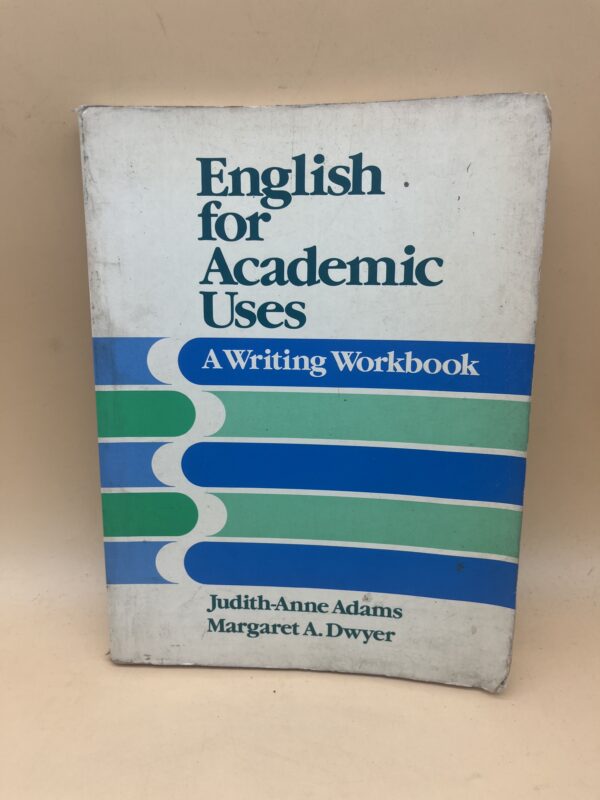 English
for
Academic
Uses
A Writing Workbook
Judith-Anne Adams
Margaret A. Dwyer